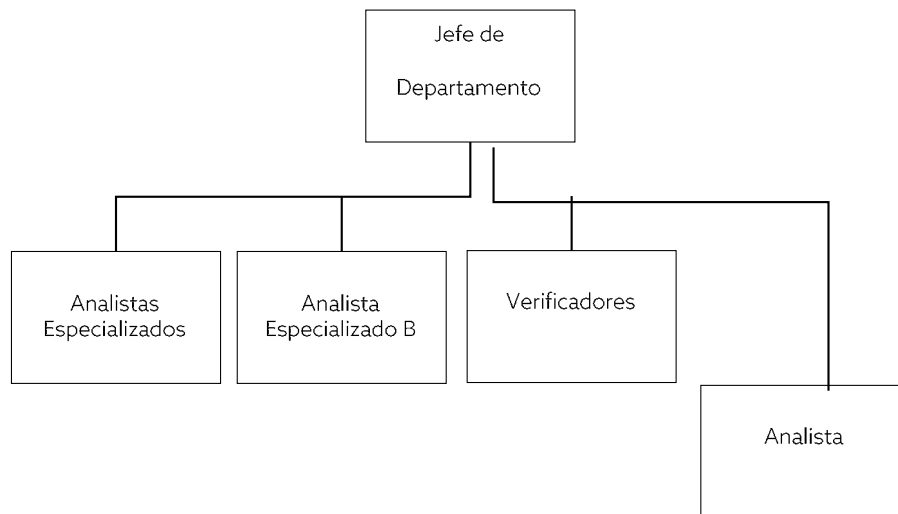 Jefe de
Departamento
Analistas
Especializados
Analista
Especializado B
Verificadores
Analista